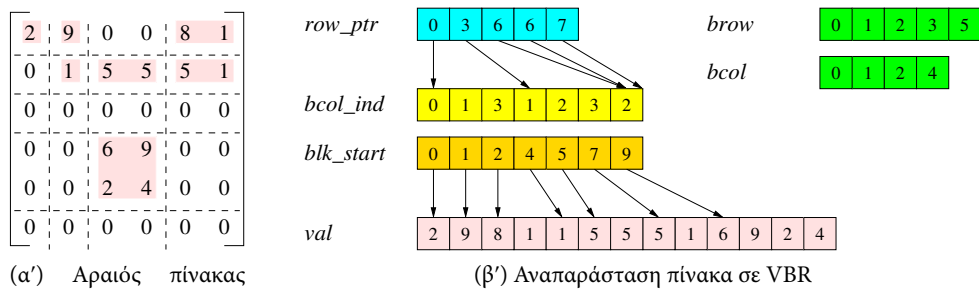 2 9 0 0 8 1
0 1 5 5 5 1
0 0 0 0 0 0
0 0 6 9 0 0
0 0 2 4 0 0
0 0 0 0 0 0
(α') Αραιός πίνακας
row_ptr 0 3 6 6 7
bcol_ind 0 1 3 1 2 3 2
blk_start 0 1 2 4 5 7 9
val 2 9 8 1 1 5 5 5 1 6 9 2 4
brow 0 1 2 3 5
bcol 0 1 2 4
(β') Αναπαράσταση πίνακα σε VBR